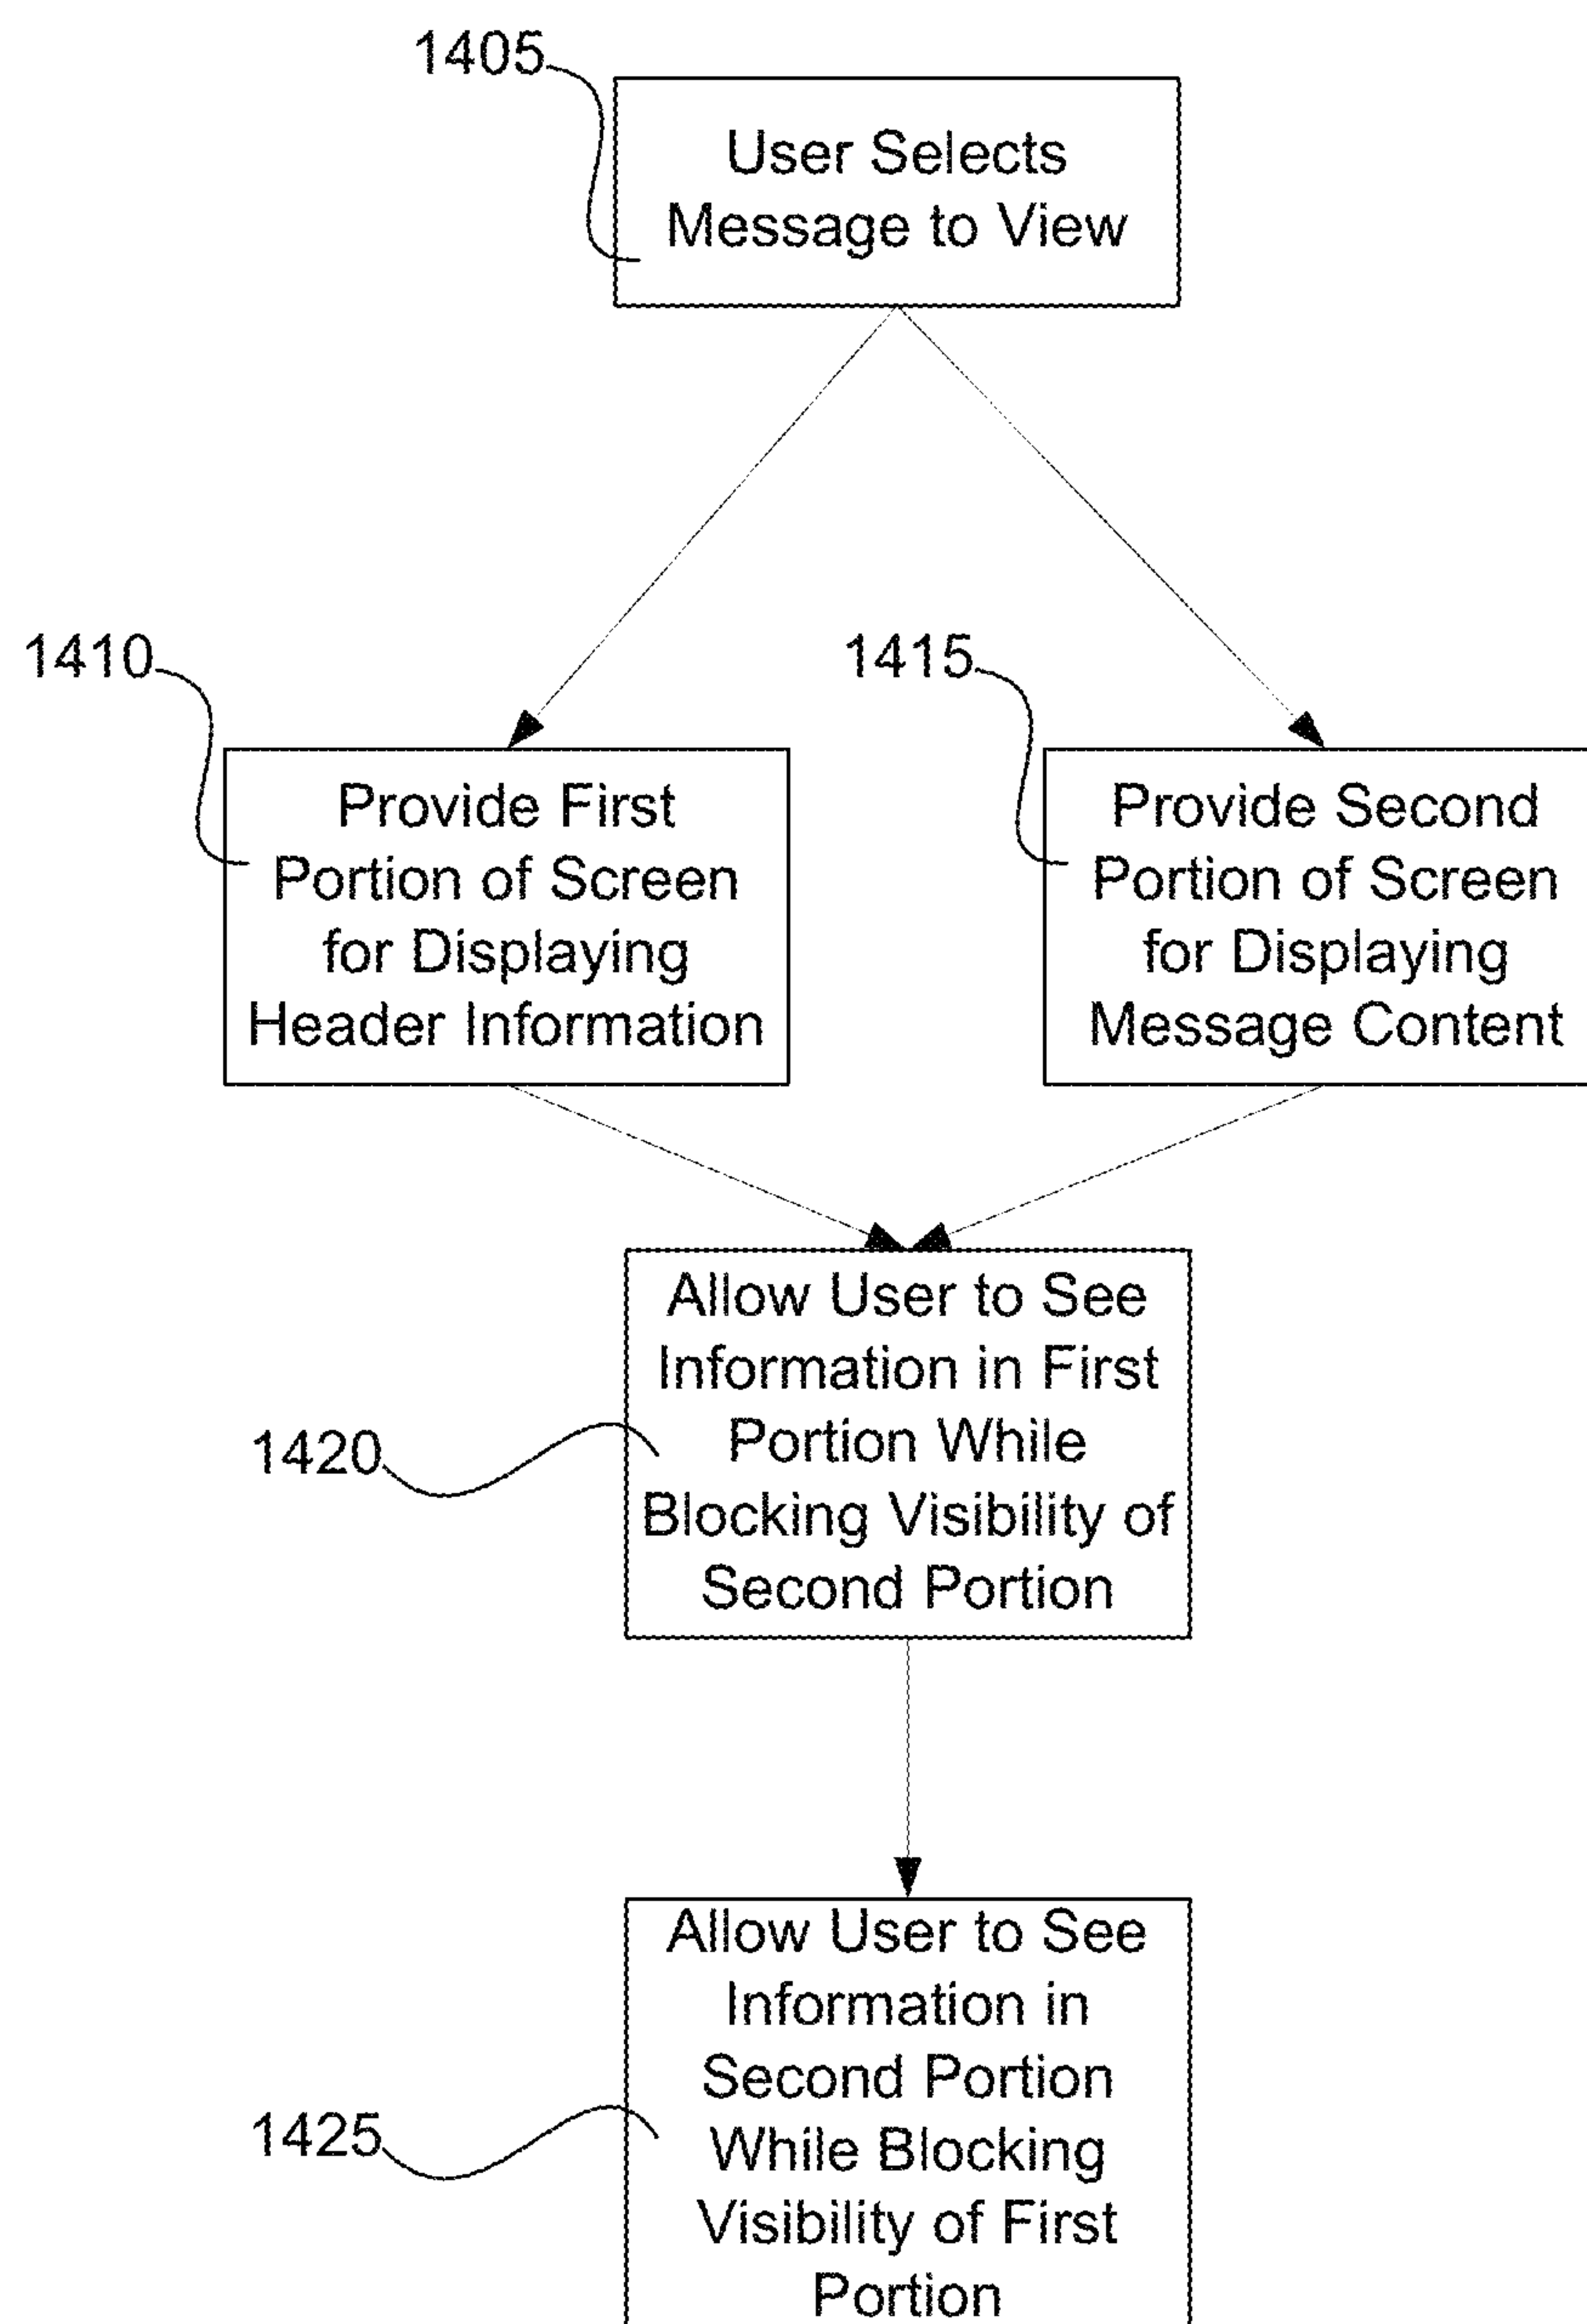 1405
User Selects
Message to View
1410
Provide First
Portion of Screen
for Displaying
Header Information
1415
Provide Second
Portion of Screen
for Displaying
Message Content
1420
Allow User to See
Information in First
Portion While
Blocking Visibility of
Second Portion
1425
Allow User to See
Information in
Second Portion
While Blocking
Visibility of First
Portion